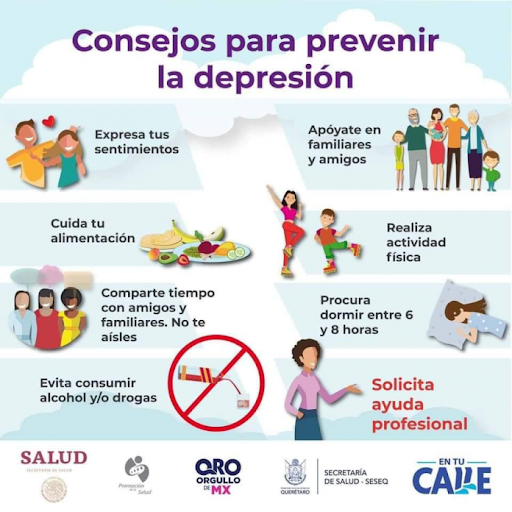 Consejos para prevenir
la depresión
Expresa tus
sentimientos
Apóyate en
familiares
y amigos
Cuida tu
alimentación
Realiza
actividad
física
Comparte tiempo
con amigos y
familiares. No te
aísles
Procura
dormir entre 6
y 8 horas
Evita consumir
alcohol y/o drogas
Solicita
ayuda
profesional
SALUD
SECRETARÍA DE SALUD
Promoción
de la Salud
QRO
ORGULLO
DE MX
QUERÉTARO
SECRETARÍA
DE SALUD - SESEQ
EN TU
CALLE